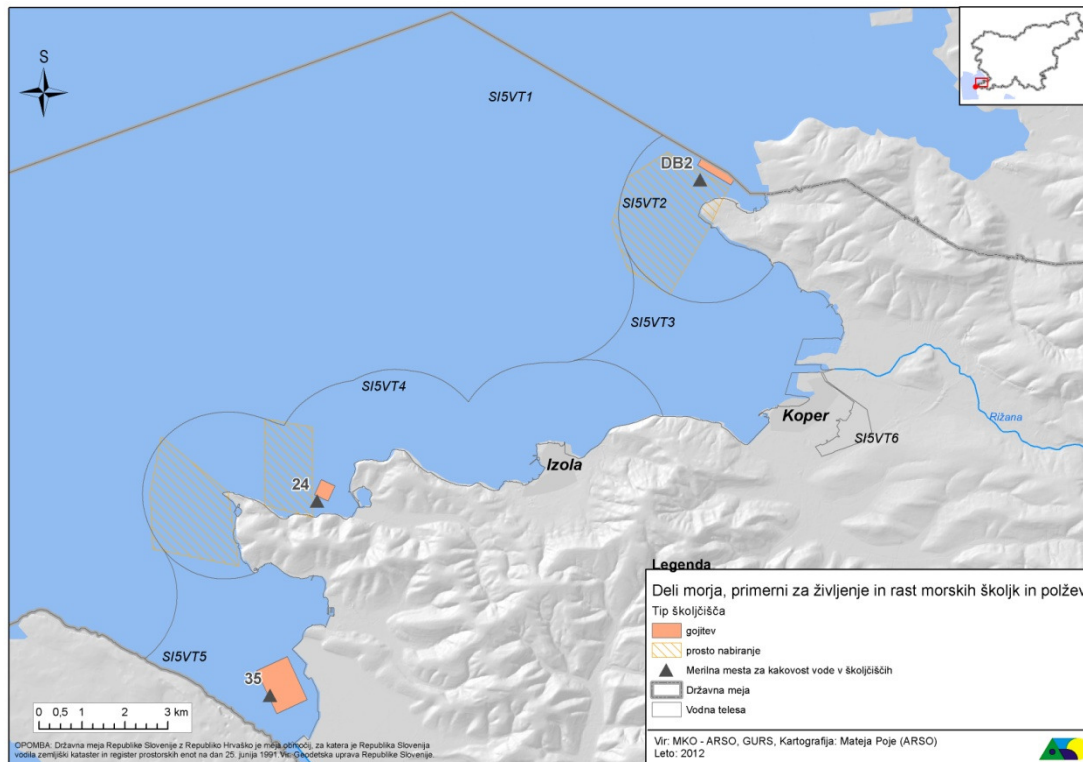 S
SI5VT1
DB2
SI5VT2
SI5VT3
SI5VT4
Koper
Rižana
SI5VT6
Izola
24
SI5VT5
35
0 0,5 1 2 3 km
OPOMBA: Državna meja Republike Slovenije z Republiko Hrvaško je meja območij, za katera je Republika Slovenija
vodila zemljiški kataster in register prostorskih enot na dan 25. junija 1991.Vir: Geodetska uprava Republike Slovenije.
Legenda
Deli morja, primerni za življenje in rast morskih školjk in polžev
Tip školjčišča
gojitev
prosto nabiranje
Merilna mesta za kakovost vode v školjčiščih
Državna meja
Vodna telesa
Vir: MKO - ARSO, GURS, Kartografija: Mateja Poje (ARSO)
Leto: 2012